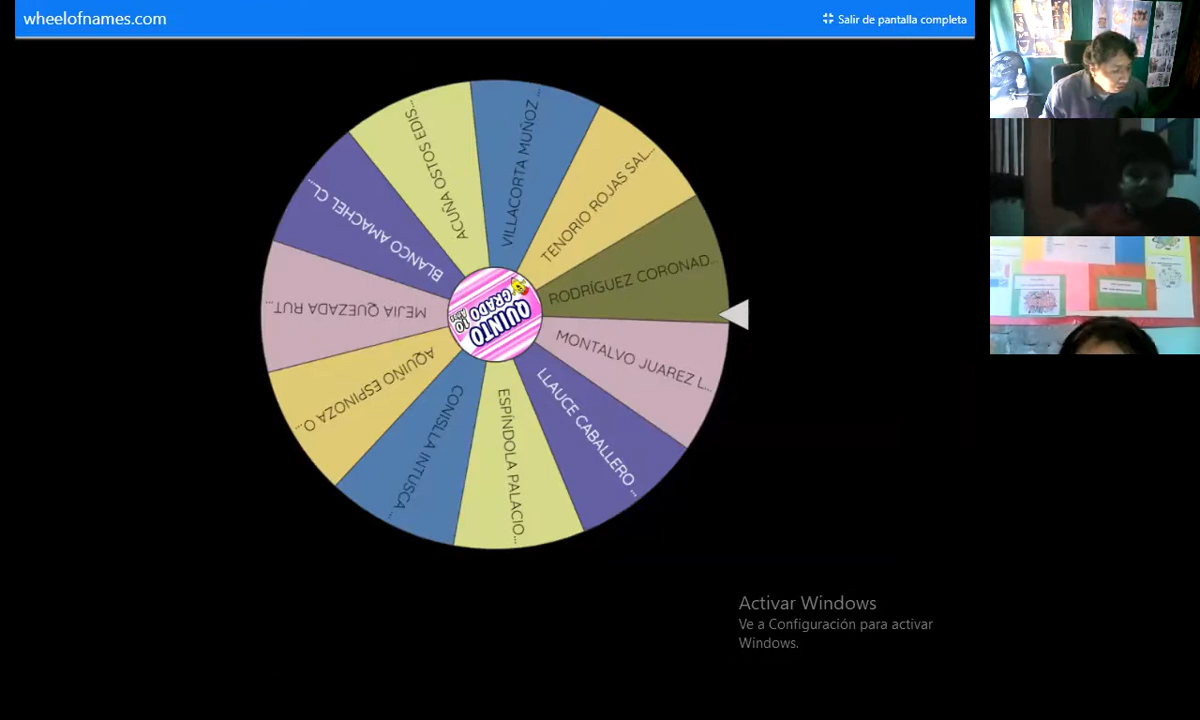 wheelofnames.com
Salir de pantalla completa
VILLACORTA MUÑOZ ...
TENORIO ROJAS SAL...
RODRÍGUEZ CORONAD...
MONTALVO JUAREZ L...
LLAUCE CABALLERO ...
ESPÍNDOLA PALACIO...
CONISLLA INTUSCA ...
AQUIÑO ESPINOZA O...
MEJIA QUEZADA RUT...
BLANCO AMACHEL CL...
ACUÑA OSTOS EDIS...
QUINTO
GRADO
Activar Windows
Ve a Configuración para activar
Windows.